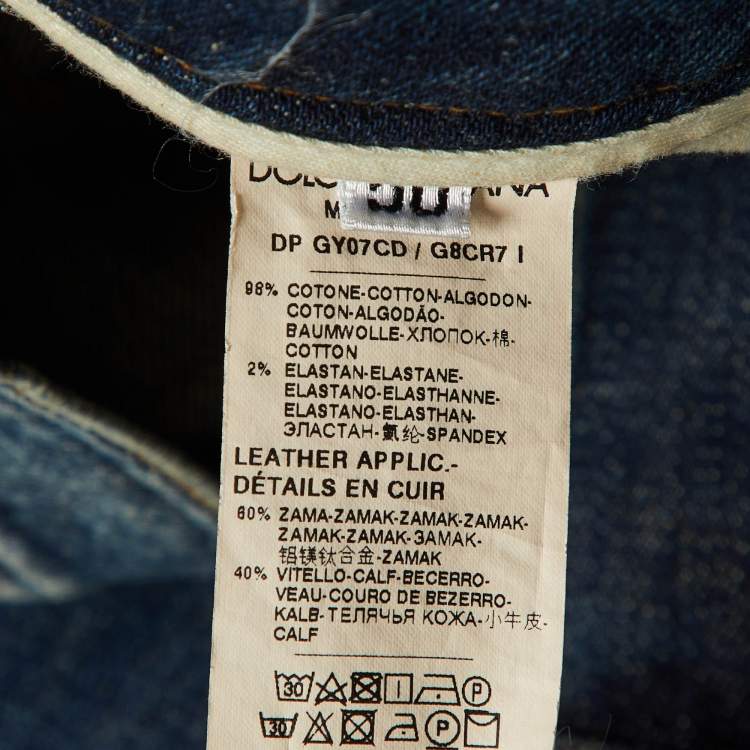 DP GY07CD / G8CR7 I
98% COTONE-COTTON-ALGODON-
COTON-ALGODÃO-
BAUMWOLLE-ХЛОПОК-棉-
COTTON
2% ELASTAN-ELASTANE-
ELASTANO-ELASTHANNE-
ELASTANO-ELASTHAN-
ЭЛАСТАН-氨纶-SPANDEX
LEATHER APPLIC.-
DÉTAILS EN CUIR
60% ZAMA-ZAMAK-ZAMAK-ZAMAK-
ZAMAK-ZAMAK-ЗАМАК-
铝镁钛合金-ZAMAK
40% VITELLO-CALF-BECERRO-
VEAU-COURO DE BEZERRO-
KALB-ТЕЛЯЧЬЯ КОЖА-小牛皮-
CALF
30 P
30 P